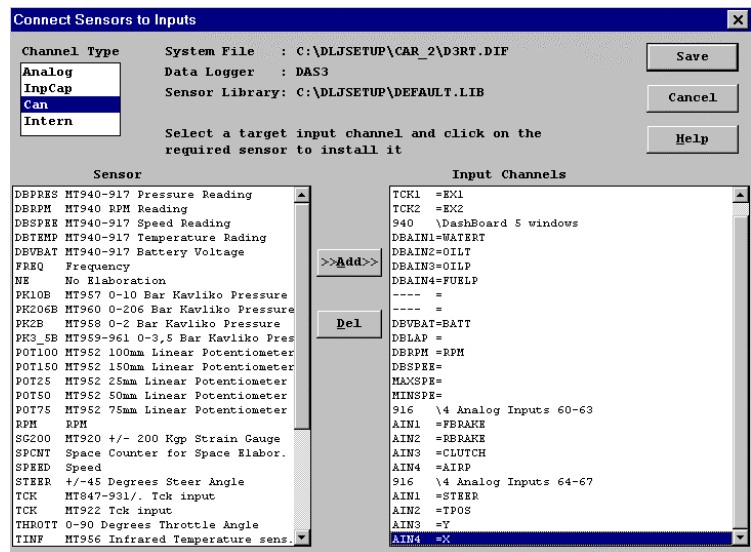 Connect Sensors to Inputs
Channel Type
Analog
InpCap
Can
Intern
System File : C:\DLJSETUP\CAR_2\D3RT.DIF
Data Logger : DAS3
Sensor Library: C:\DLJSETUP\DEFAULT.LIB
Select a target input channel and click on the
required sensor to install it
Save
Cancel
Help
Sensor
DBPRES MT940-917 Pressure Reading
DBRPM MT940 RPM Reading
DBSPEE MT940-917 Speed Reading
DBTEMP MT940-917 Temperature Rading
DBVBAT MT940-917 Battery Voltage
FREQ Frequency
NE No Elaboration
PK10B MT957 0-10 Bar Kavliko Pressure
PK206B MT960 0-206 Bar Kavliko Pressure
PK2B MT958 0-2 Bar Kavliko Pressure
PK3_5B MT959-961 0-3,5 Bar Kavliko Pres
POT100 MT952 100mm Linear Potentiometer
POT150 MT952 150mm Linear Potentiometer
POT25 MT952 25mm Linear Potentiometer
POT50 MT952 50mm Linear Potentiometer
POT75 MT952 75mm Linear Potentiometer
RPM RPM
SG200 MT920 +/- 200 Kgp Strain Gauge
SPCNT Space Counter for Space Elabor.
SPEED Speed
STEER +/-45 Degrees Steer Angle
TCK MT847-931/. Tck input
TCK MT922 Tck input
THROTT 0-90 Degrees Throttle Angle
TINF MT956 Infrared Temperature sens.
>>Add>>
Del
Input Channels
TCK1 =EX1
TCK2 =EX2
940 \DashBoard 5 windows
DBAIN1=WATERT
DBAIN2=OILT
DBAIN3=OILP
DBAIN4=FUELP
---- =
---- =
DBVBAT=BATT
DBLAP =
DBRPM =RPM
DBSPEE=
MAXSPE=
MINSPE=
916 \4 Analog Inputs 60-63
AIN1 =FBRAKE
AIN2 =RBRAKE
AIN3 =CLUTCH
AIN4 =AIRP
916 \4 Analog Inputs 64-67
AIN1 =STEER
AIN2 =TPOS
AIN3 =Y
AIN4 =X